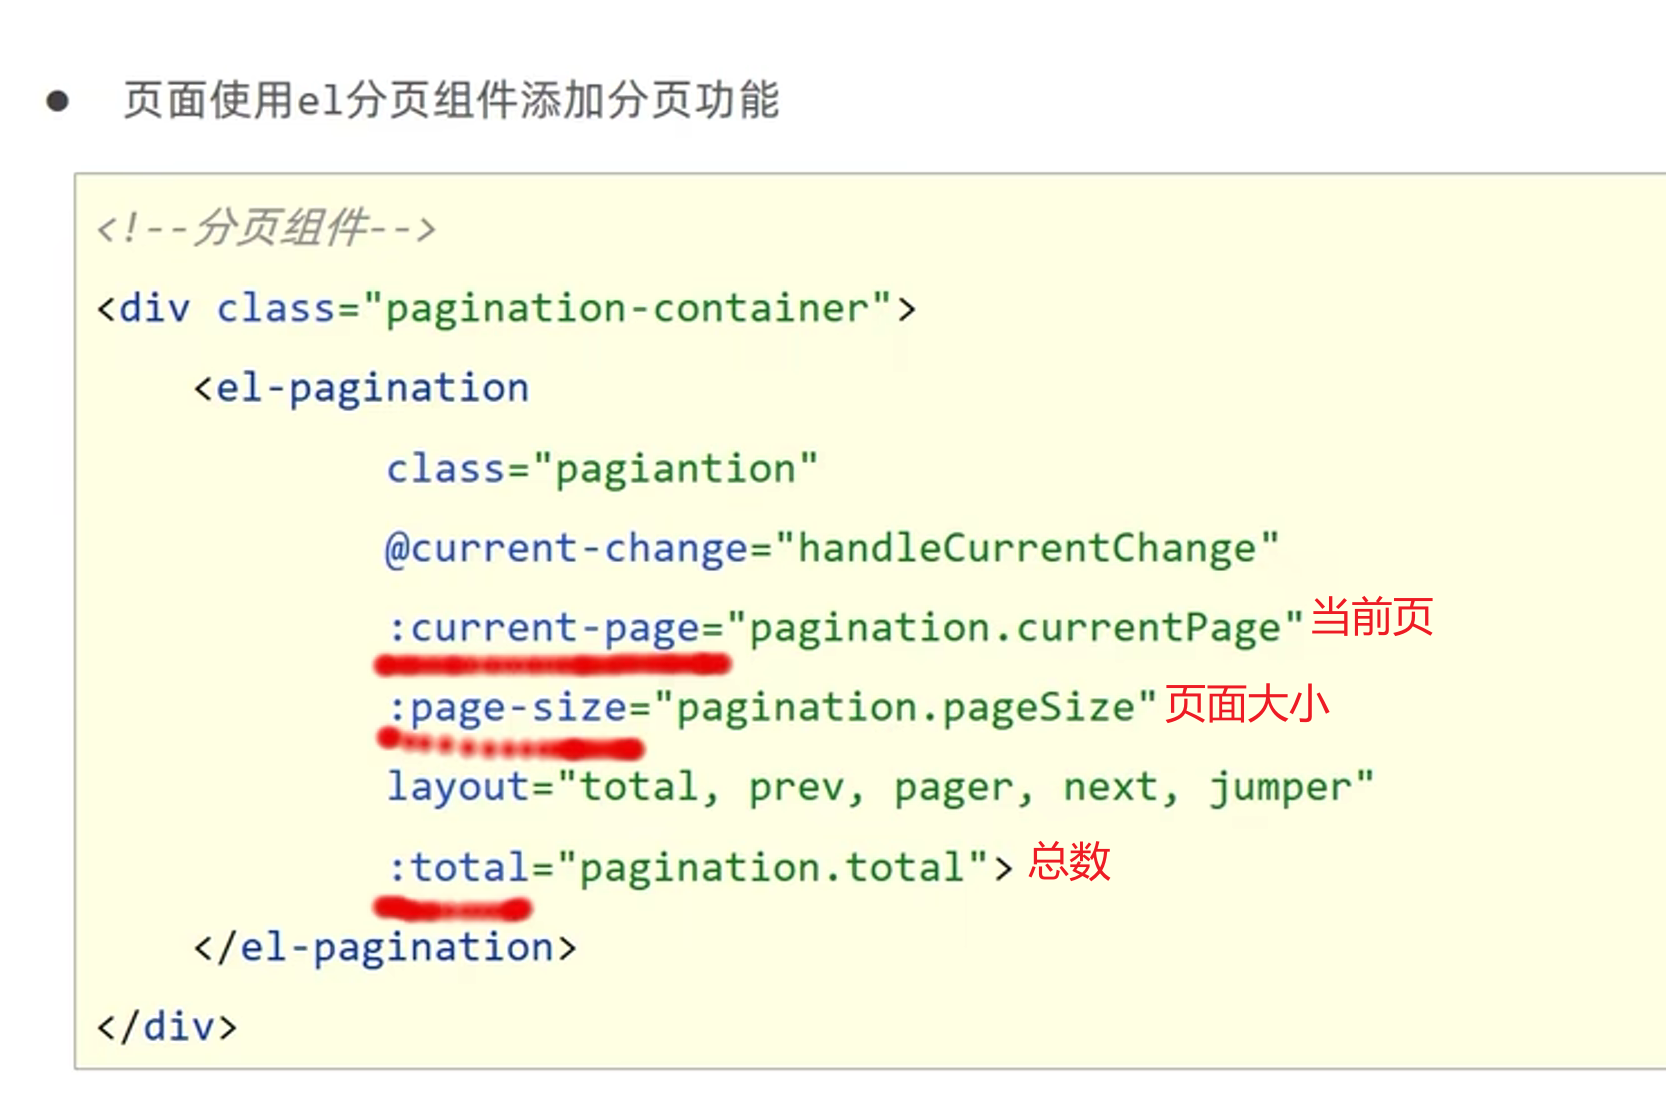 ● 页面使用el分页组件添加分页功能
<!--分页组件-->
<div class="pagination-container">
<el-pagination
class="pagiantion"
@current-change="handleCurrentChange"
:current-page="pagination.currentPage" 当前页
:page-size="pagination.pageSize" 页面大小
layout="total, prev, pager, next, jumper"
:total="pagination.total"> 总数
</el-pagination>
</div>